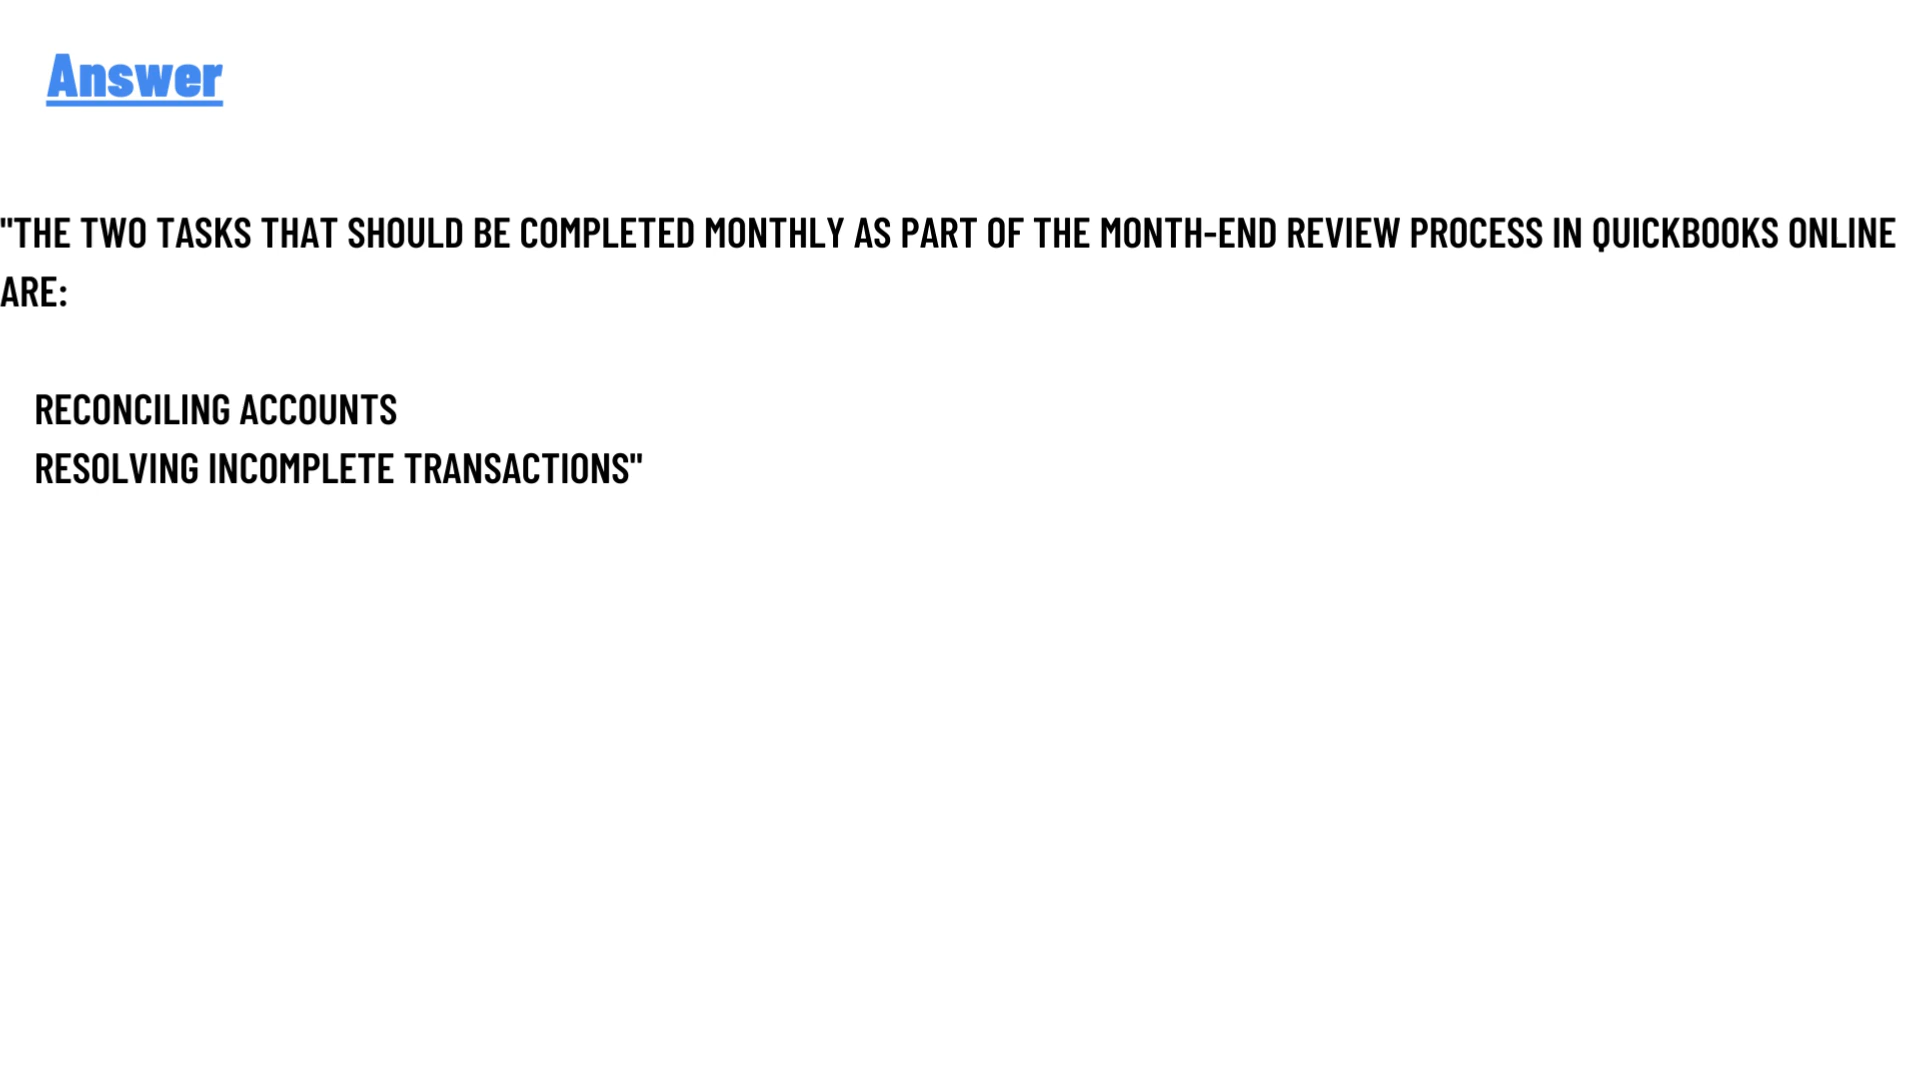 Answer
"THE TWO TASKS THAT SHOULD BE COMPLETED MONTHLY AS PART OF THE MONTH-END REVIEW PROCESS IN QUICKBOOKS ONLINE
ARE:
RECONCILING ACCOUNTS
RESOLVING INCOMPLETE TRANSACTIONS"